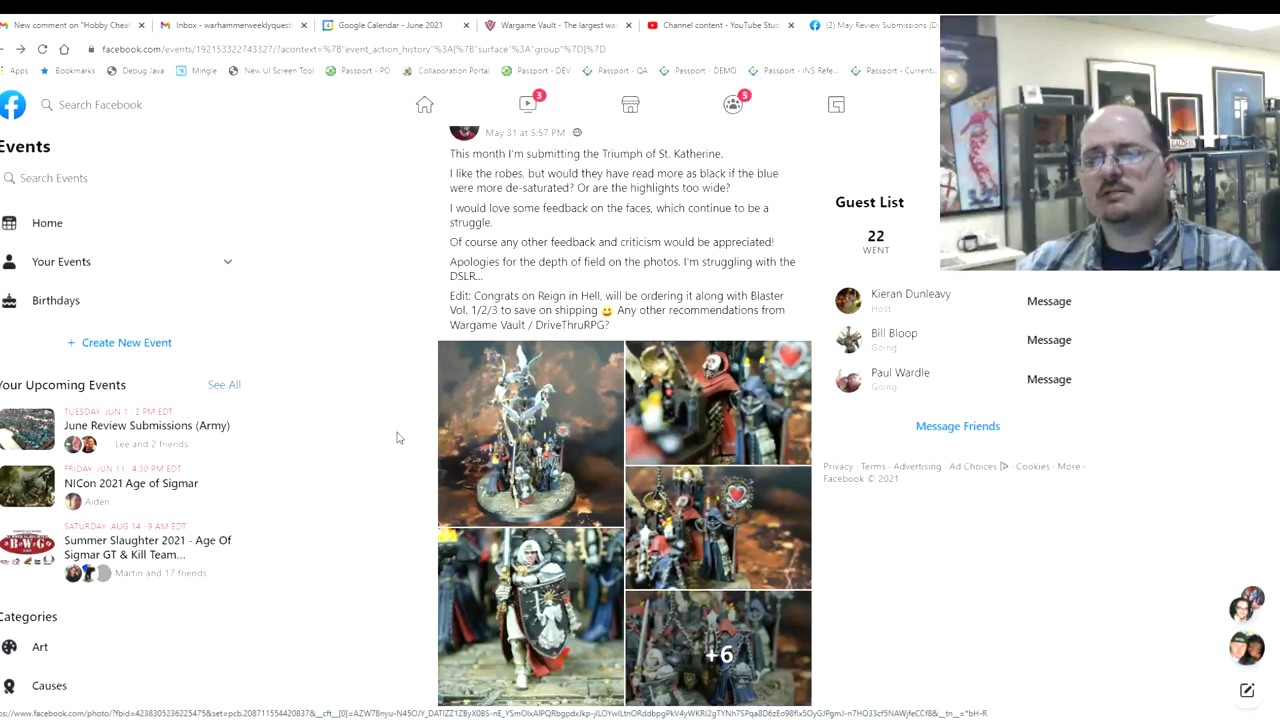 New comment on "Hobby Cheat
Inbox - warhammerweeklyquest
Google Calendar - June 2021
Wargame Vault - The largest wa
Channel content - YouTube Stu
(2) May Review Submissions (D
facebook.com/events/192153322743327/?acontext=%7B"event_action_history"%3A[%7B"surface"%3A"group"%7D]%7D
Apps
Bookmarks
Debug Java
Mingle
New UI Screen Tool
Passport - PO
Collaboration Portal
Passport - DEV
Passport - QA
Passport - DEMO
Passport - INS Refe...
Passport - Current...
Search Facebook
3
5
Events
Search Events
Home
Your Events
Birthdays
+ Create New Event
Your Upcoming Events
See All
TUESDAY, JUN 1 · 2 PM EDT
June Review Submissions (Army)
Lee and 2 friends
FRIDAY, JUN 11 · 4:30 PM EDT
NICon 2021 Age of Sigmar
Aiden
SATURDAY, AUG 14 · 9 AM EDT
Summer Slaughter 2021 - Age Of
Sigmar GT & Kill Team...
Martin and 17 friends
Categories
Art
Causes
May 31 at 5:57 PM ·
This month I'm submitting the Triumph of St. Katherine.
I like the robes, but would they have read more as black if the blue
were more de-saturated? Or are the highlights too wide?
I would love some feedback on the faces, which continue to be a
struggle.
Of course any other feedback and criticism would be appreciated!
Apologies for the depth of field on the photos. I'm struggling with the
DSLR...
Edit: Congrats on Reign in Hell, will be ordering it along with Blaster
Vol. 1/2/3 to save on shipping 😀 Any other recommendations from
Wargame Vault / DriveThruRPG?
+6
Guest List
22
WENT
Kieran Dunleavy
Host
Message
Bill Bloop
Going
Message
Paul Wardle
Going
Message
Message Friends
Privacy · Terms · Advertising · Ad Choices · Cookies · More ·
Facebook © 2021